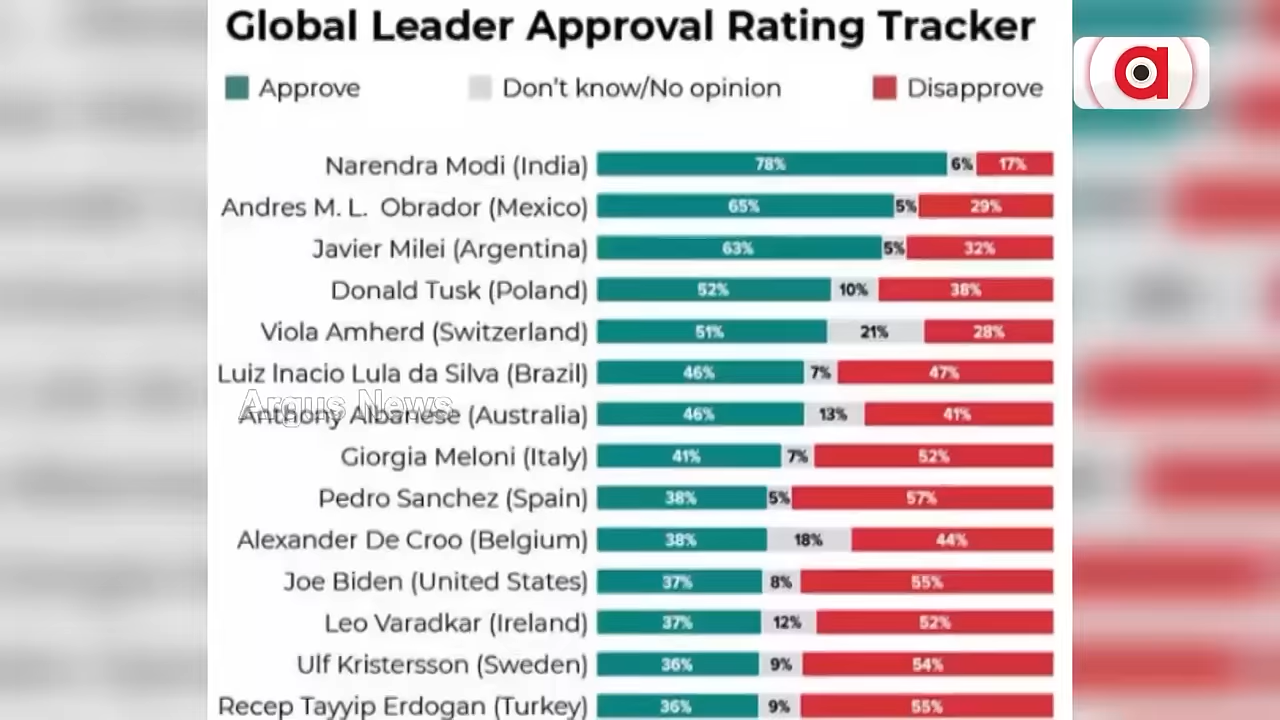 Global Leader Approval Rating Tracker
Approve Don't know/No opinion Disapprove
Narendra Modi (India) 78% 6% 17%
Andres M. L. Obrador (Mexico) 65% 5% 29%
Javier Milei (Argentina) 63% 5% 32%
Donald Tusk (Poland) 52% 10% 38%
Viola Amherd (Switzerland) 51% 21% 28%
Luiz Inacio Lula da Silva (Brazil) 46% 7% 47%
Argus News
Anthony Albanese (Australia) 46% 13% 41%
Giorgia Meloni (Italy) 41% 7% 52%
Pedro Sanchez (Spain) 38% 5% 57%
Alexander De Croo (Belgium) 38% 18% 44%
Joe Biden (United States) 37% 8% 55%
Leo Varadkar (Ireland) 37% 12% 52%
Ulf Kristersson (Sweden) 36% 9% 54%
Recep Tayyip Erdogan (Turkey) 36% 9% 55%